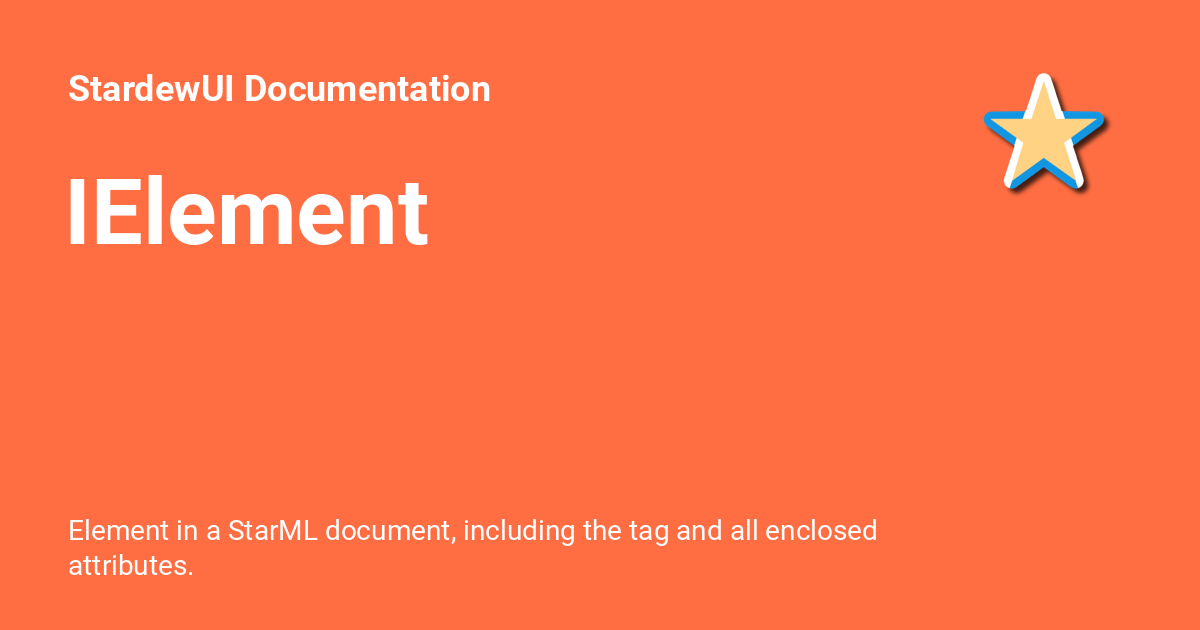 StardewUI Documentation
IElement
Element in a StarML document, including the tag and all enclosed
attributes.